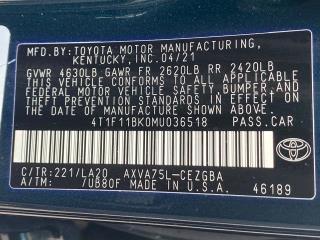 MFD.BY: TOYOTA MOTOR MANUFACTURING,
KENTUCKY, INC. 04/21
GVWR 4630LB GAWR FR 2620LB RR 2420LB
THIS VEHICLE CONFORMS TO ALL APPLICABLE
FEDERAL MOTOR VEHICLE SAFETY, BUMPER, AND
THEFT PREVENTION STANDARDS IN EFFECT ON THE
DATE OF MANUFACTURE SHOWN ABOVE.
4T1F11BK0MU036518 PASS.CAR
C/TR:221/LA20 AXVA75L-CEZGBA
A/TM: /UB80F MADE IN U.S.A. 46189
TOYOTA